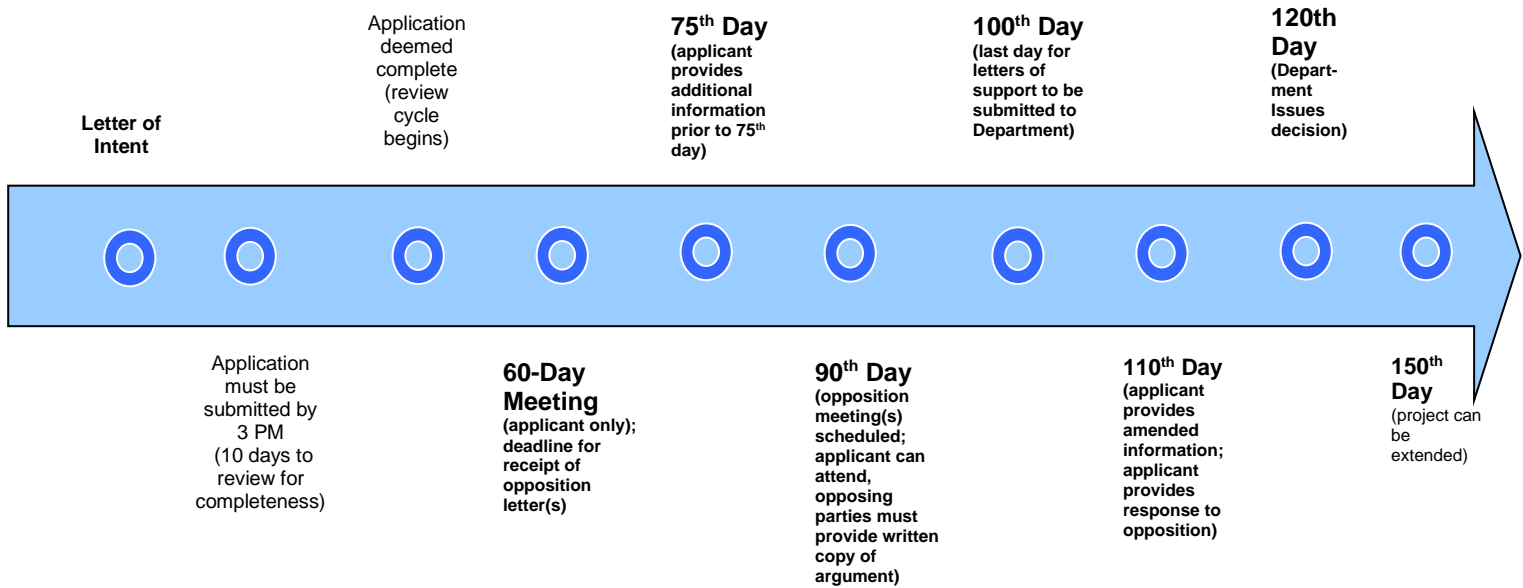 Letter of
Intent
Application
must be
submitted by
3 PM
(10 days to
review for
completeness)
Application
deemed
complete
(review
cycle
begins)
60-Day
Meeting
(applicant only);
deadline for
receipt of
opposition
letter(s)
75th Day
(applicant
provides
additional
information
prior to 75th
day)
90th Day
(opposition
meeting(s)
scheduled;
applicant can
attend,
opposing
parties must
provide written
copy of
argument)
100th Day
(last day for
letters of
support to be
submitted to
Department)
110th Day
(applicant
provides
amended
information;
applicant
provides
response to
opposition)
120th
Day
(Depart-
ment
Issues
decision)
150th
Day
(project can
be
extended)